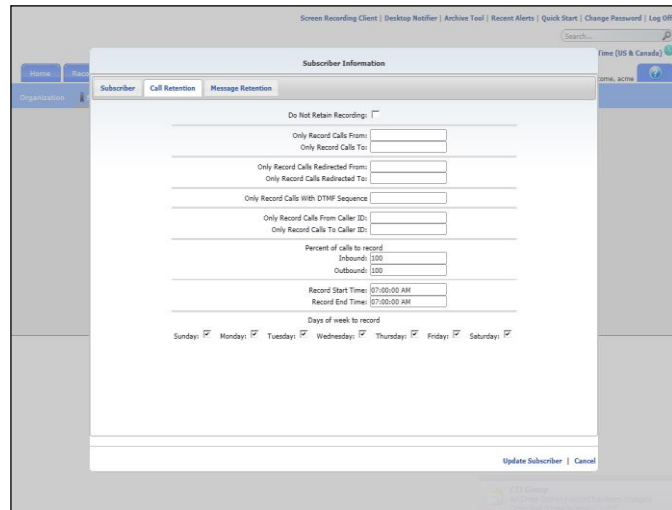 Screen Recording Client | Desktop Notifier | Archive Tool | Recent Alerts | Quick Start | Change Password | Log Off
Search...
Time [US & Canada]
Subscriber Information
Home
ome, acme
Subscriber Call Retention Message Retention
Organization
Do Not Retain Recording:
Only Record Calls From:
Only Record Calls To:
Only Record Calls Redirected From:
Only Record Calls Redirected To:
Only Record Calls With DTMF Sequence
Only Record Calls From Caller ID:
Only Record Calls To Caller ID:
Percent of calls to record
Inbound: 100
Outbound: 100
Record Start Time: 07:00:00 AM
Record End Time: 07:00:00 AM
Days of week to record
Sunday: Monday: Tuesday: Wednesday: Thursday: Friday: Saturday:
Update Subscriber | Cancel
CTI Group